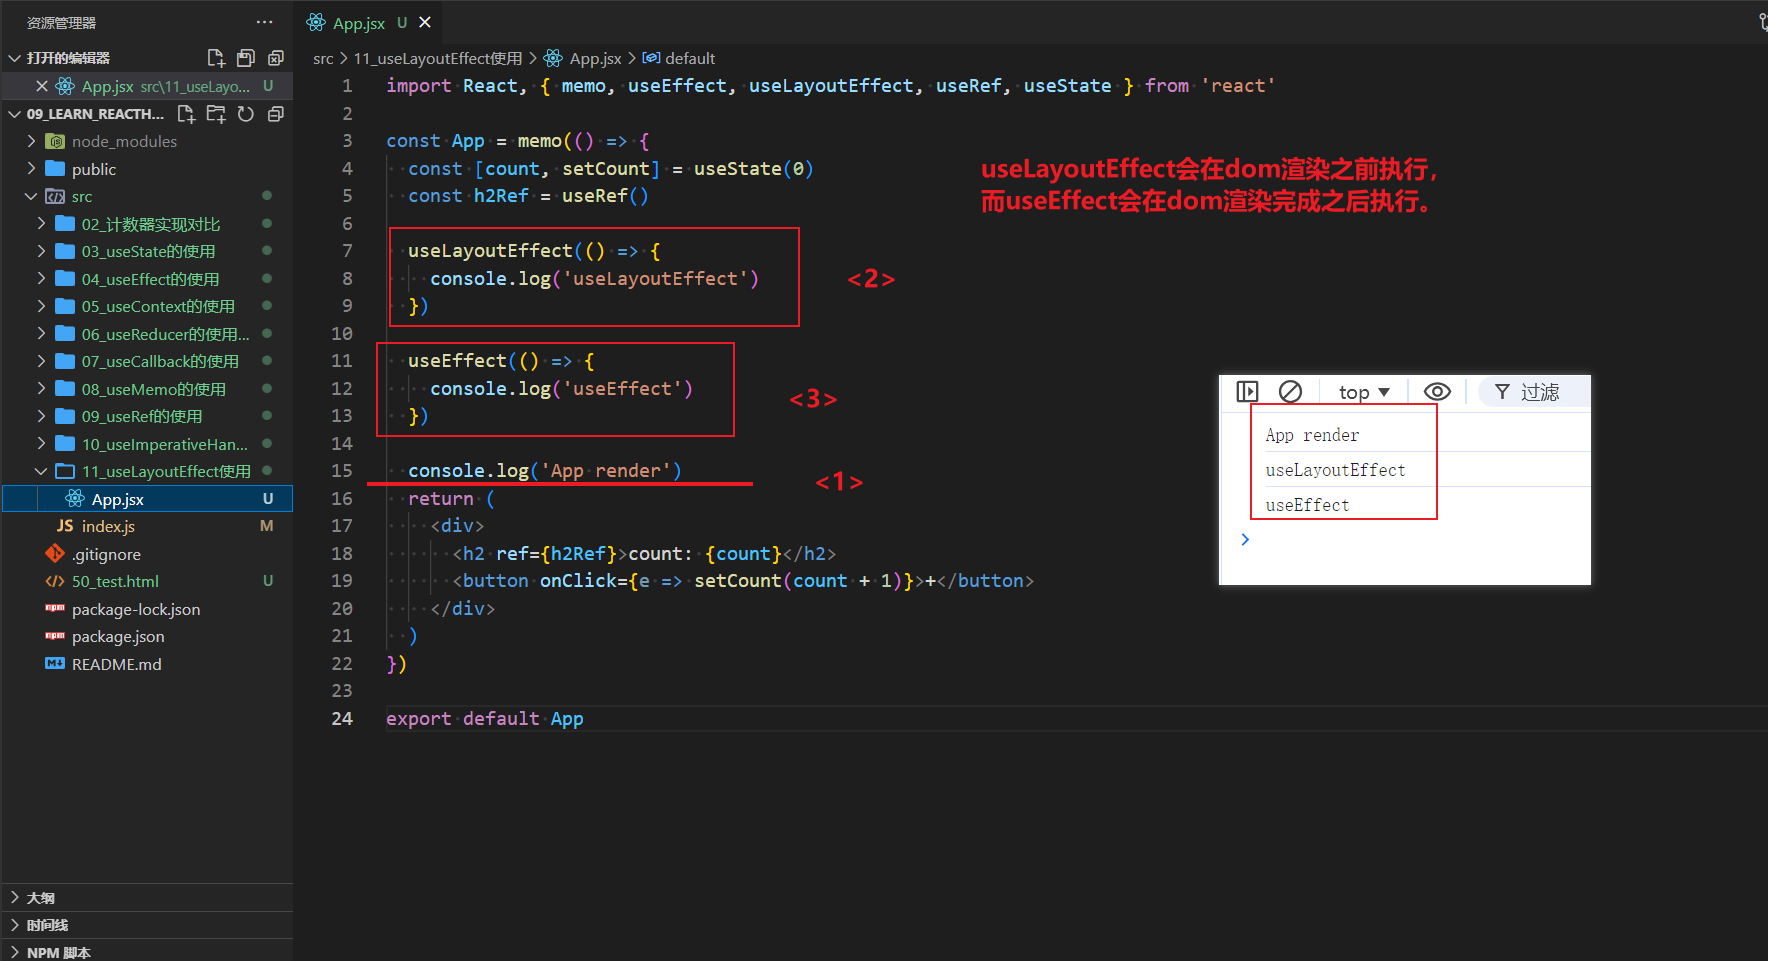 资源管理器
打开的编辑器
App.jsx src\11_useLayo... U
09_LEARN_REACTH...
node_modules
public
src
02_计数器实现对比
03_useState的使用
04_useEffect的使用
05_useContext的使用
06_useReducer的使用...
07_useCallback的使用
08_useMemo的使用
09_useRef的使用
10_useImperativeHan...
11_useLayoutEffect使用
App.jsx U
JS index.js M
.gitignore
50_test.html U
package-lock.json
package.json
README.md
大纲
时间线
NPM 脚本
App.jsx U
src > 11_useLayoutEffect使用 > App.jsx > default
1 import React, { memo, useEffect, useLayoutEffect, useRef, useState } from 'react'
2
3 const App = memo(() => {
4 const [count, setCount] = useState(0)
5 const h2Ref = useRef()
6
7 useLayoutEffect(() => {
8 console.log('useLayoutEffect')
9 })
10
11 useEffect(() => {
12 console.log('useEffect')
13 })
14
15 console.log('App render')
16 return (
17 <div>
18 <h2 ref={h2Ref}>count: {count}</h2>
19 <button onClick={e => setCount(count + 1)}>+</button>
20 </div>
21 )
22 })
23
24 export default App
useLayoutEffect会在dom渲染之前执行，
而useEffect会在dom渲染完成之后执行。
<2>
<3>
<1>
top 过滤
App render
useLayoutEffect
useEffect